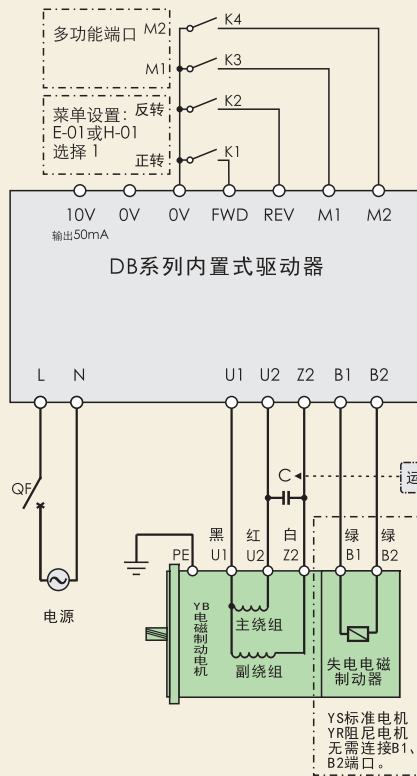 多功能端口 M2
K4
M1
K3
菜单设置：
E-01或H-01
选择 1
反转
K2
正转
K1
10V 0V 0V FWD REV M1 M2
输出50mA
DB系列内置式驱动器
L N U1 U2 Z2 B1 B2
QF
C
运
电源
PE
黑 红 白 绿 绿
U1 U2 Z2 B1 B2
YB电磁制动电机
主绕组
副绕组
失电电磁
制动器
YS标准电机
YR阻尼电机
无需连接B1、
B2端口。